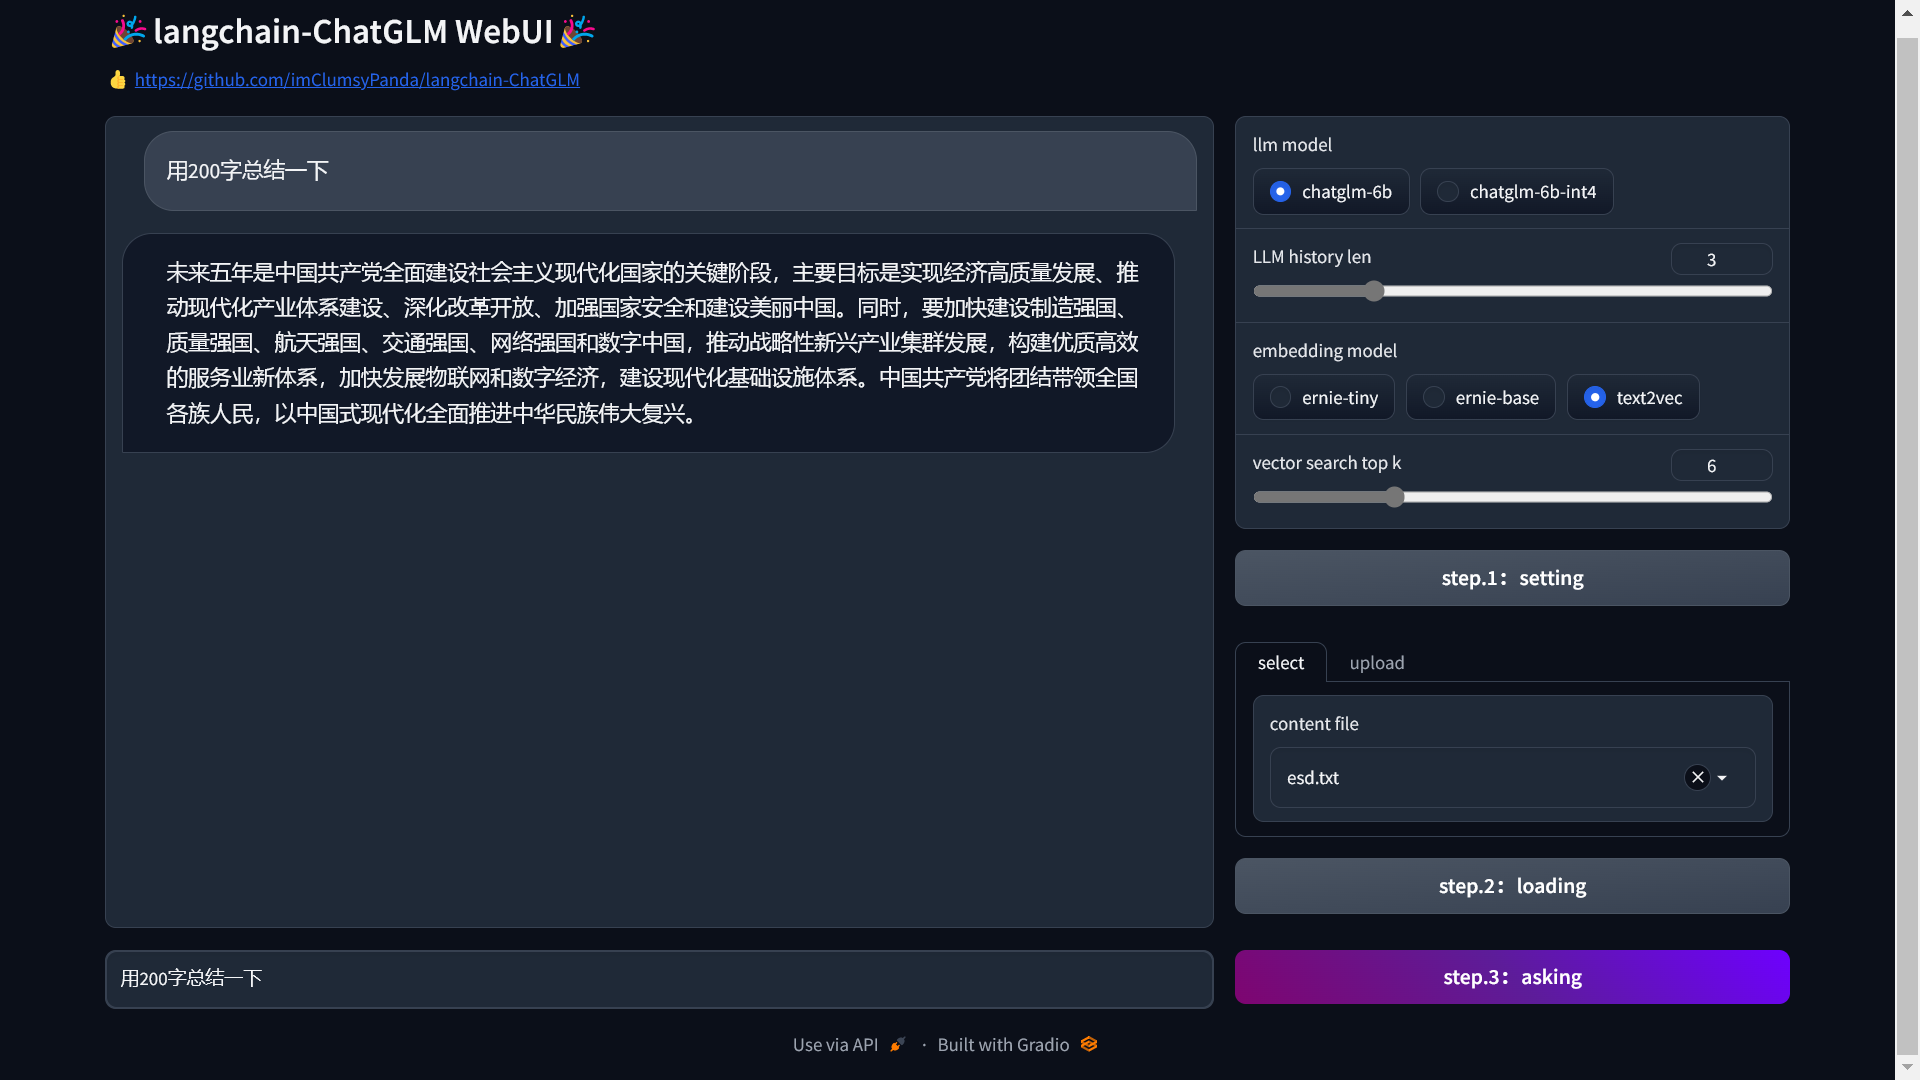 🎉 langchain-ChatGLM WebUI 🎉
👍 https://github.com/imClumsyPanda/langchain-ChatGLM
用200字总结一下
未来五年是中国共产党全面建设社会主义现代化国家的关键阶段，主要目标是实现经济高质量发展、推
动现代化产业体系建设、深化改革开放、加强国家安全和建设美丽中国。同时，要加快建设制造强国、
质量强国、航天强国、交通强国、网络强国和数字中国，推动战略性新兴产业集群发展，构建优质高效
的服务业新体系，加快发展物联网和数字经济，建设现代化基础设施体系。中国共产党将团结带领全国
各族人民，以中国式现代化全面推进中华民族伟大复兴。
用200字总结一下
llm model
chatglm-6b chatglm-6b-int4
LLM history len 3
embedding model
ernie-tiny ernie-base text2vec
vector search top k 6
step.1：setting
select upload
content file
esd.txt
step.2：loading
step.3：asking
Use via API · Built with Gradio